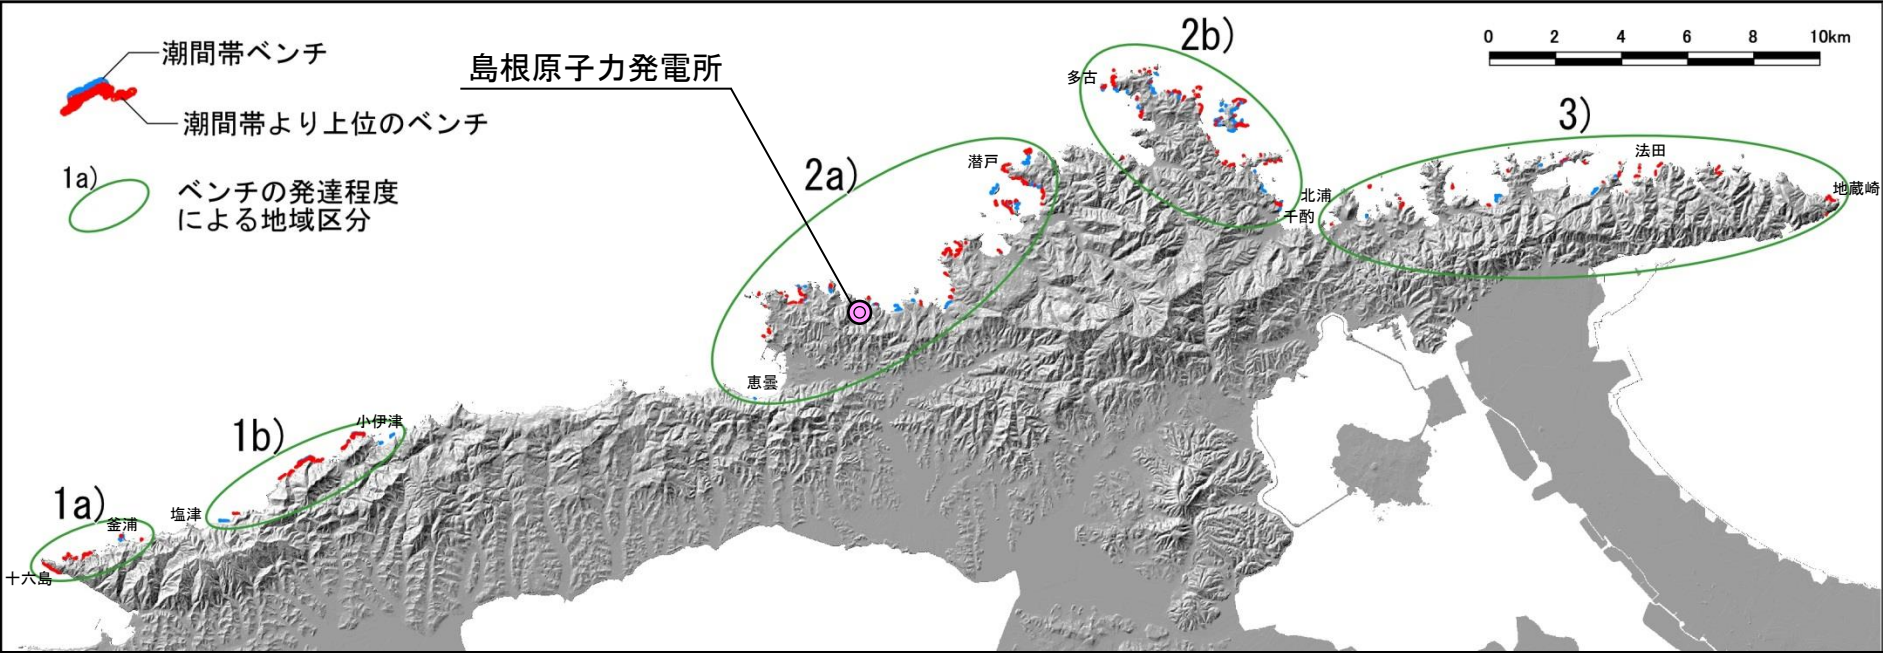 潮間帯ベンチ
潮間帯より上位のベンチ
1a)
ベンチの発達程度
による地域区分
島根原子力発電所
0 2 4 6 8 10km
2b)
多古
3)
法田
2a)
潜戸
北浦
千酌
地蔵崎
恵曇
1b)
小伊津
1a)
釜浦
塩津
十六島